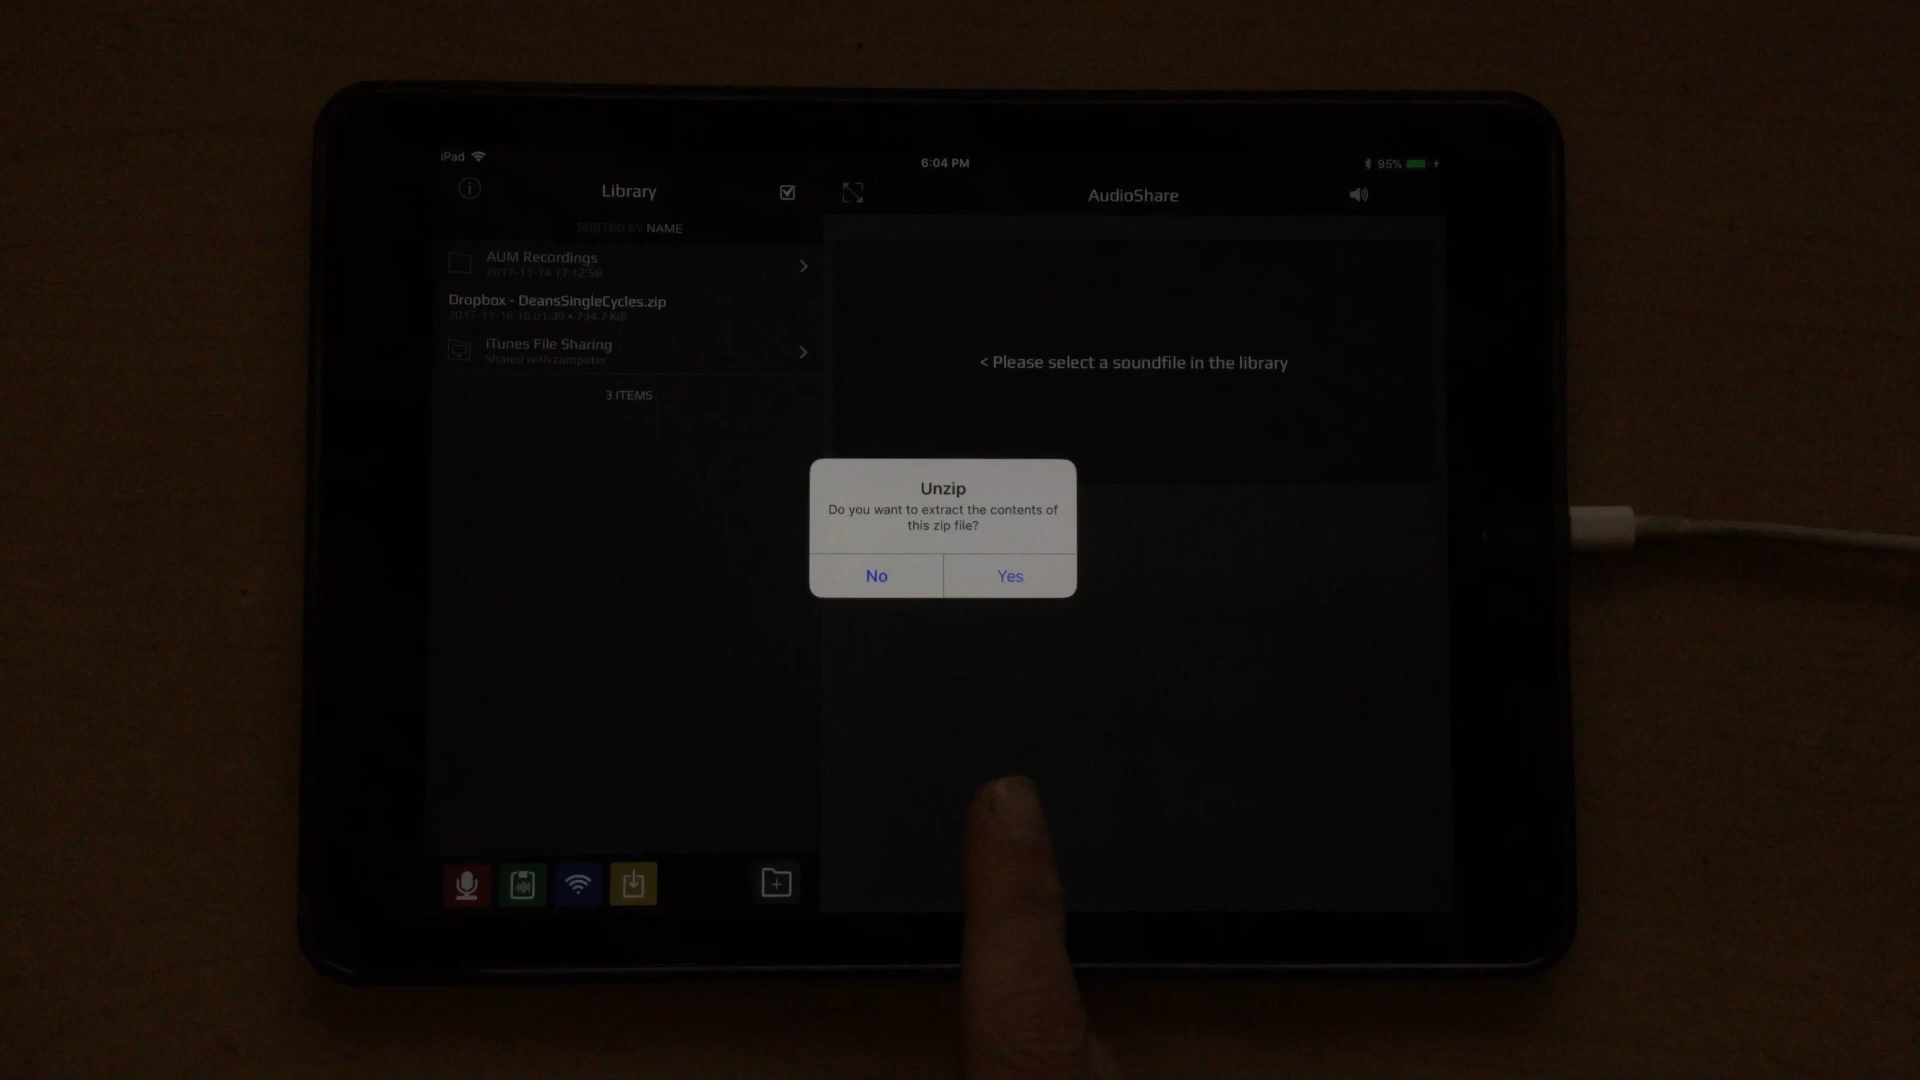 iPad
6:04 PM
95%
Library
AudioShare
SORTED BY NAME
AUM Recordings
2017-11-14 17:12:56
Dropbox - DeansSingleCycles.zip
2017-11-16 18:01:39 • 734.7 KiB
iTunes File Sharing
Shared with computer
3 ITEMS
< Please select a soundfile in the library
Unzip
Do you want to extract the contents of
this zip file?
No
Yes